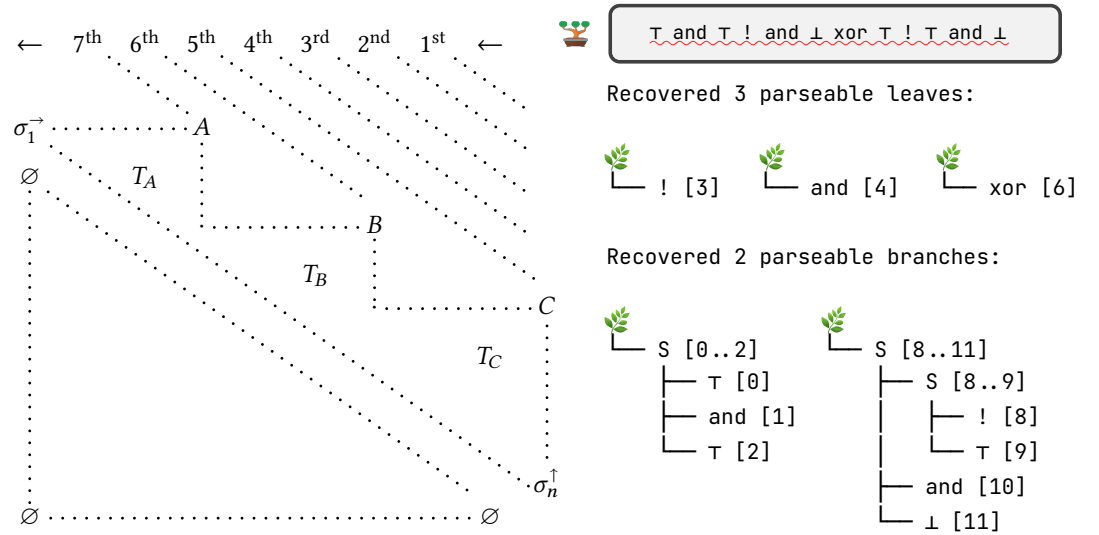 ← 7th 6th 5th 4th 3rd 2nd 1st ←
σ₁→ A
∅ T_A
B
T_B
C
T_C
σₙ↑
∅ ∅
⊤ and ⊤ ! and ⊥ xor ⊤ ! ⊤ and ⊥
Recovered 3 parseable leaves:
└── ! [3] └── and [4] └── xor [6]
Recovered 2 parseable branches:
└── S [0..2] └── S [8..11]
├── ⊤ [0] ├── S [8..9]
├── and [1] │ ├── ! [8]
└── ⊤ [2] │ └── ⊤ [9]
├── and [10]
└── ⊥ [11]